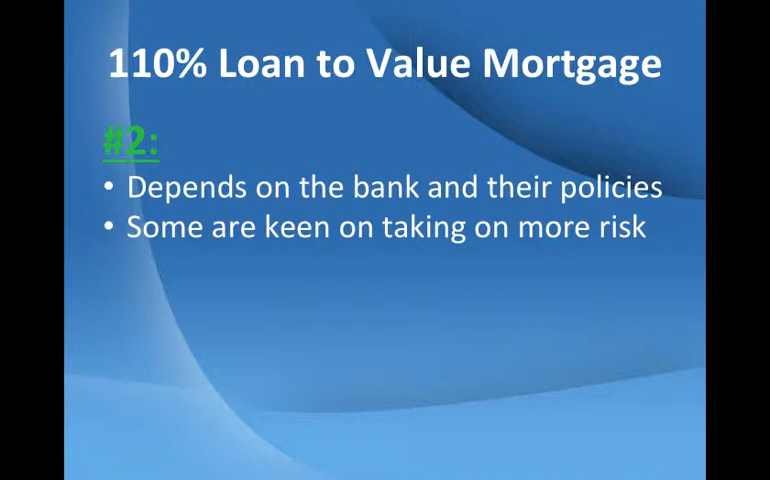 110% Loan to Value Mortgage
#2:
• Depends on the bank and their policies
• Some are keen on taking on more risk